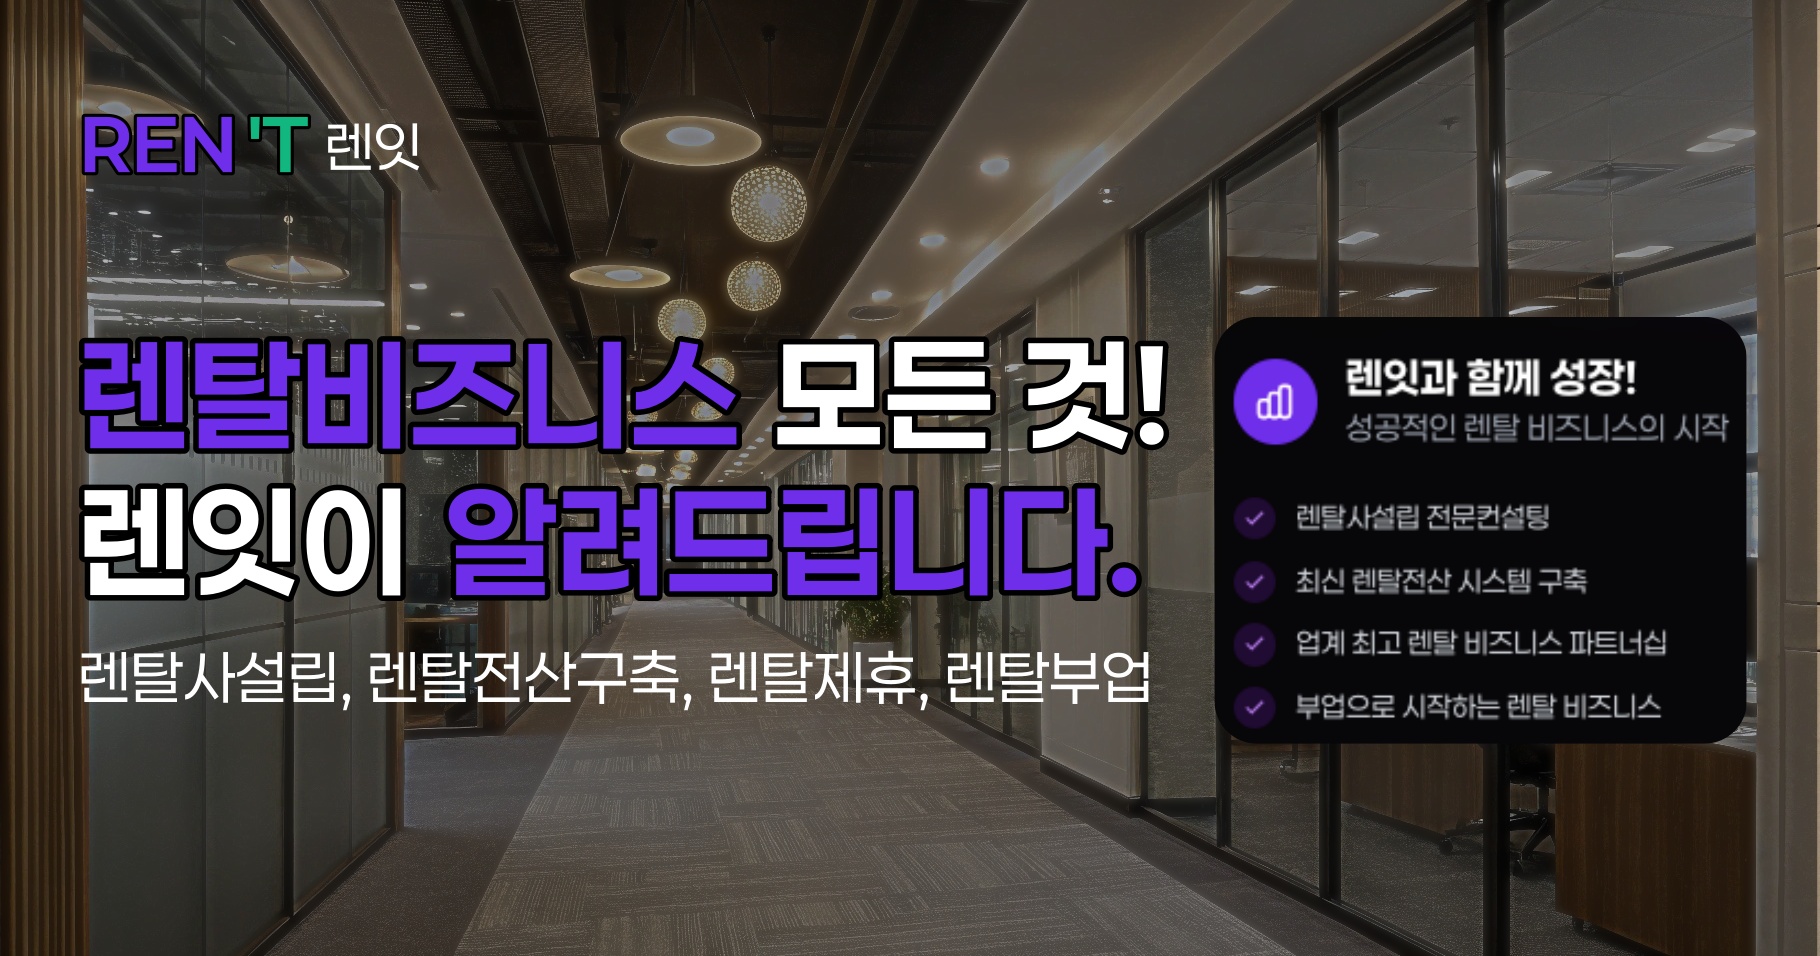 REN'T 렌잇
렌탈비즈니스 모든 것!
렌잇이 알려드립니다.
렌탈사설립, 렌탈전산구축, 렌탈제휴, 렌탈부업
렌잇과 함께 성장!
성공적인 렌탈 비즈니스의 시작
렌탈사설립 전문컨설팅
최신 렌탈전산 시스템 구축
업계 최고 렌탈 비즈니스 파트너십
부업으로 시작하는 렌탈 비즈니스